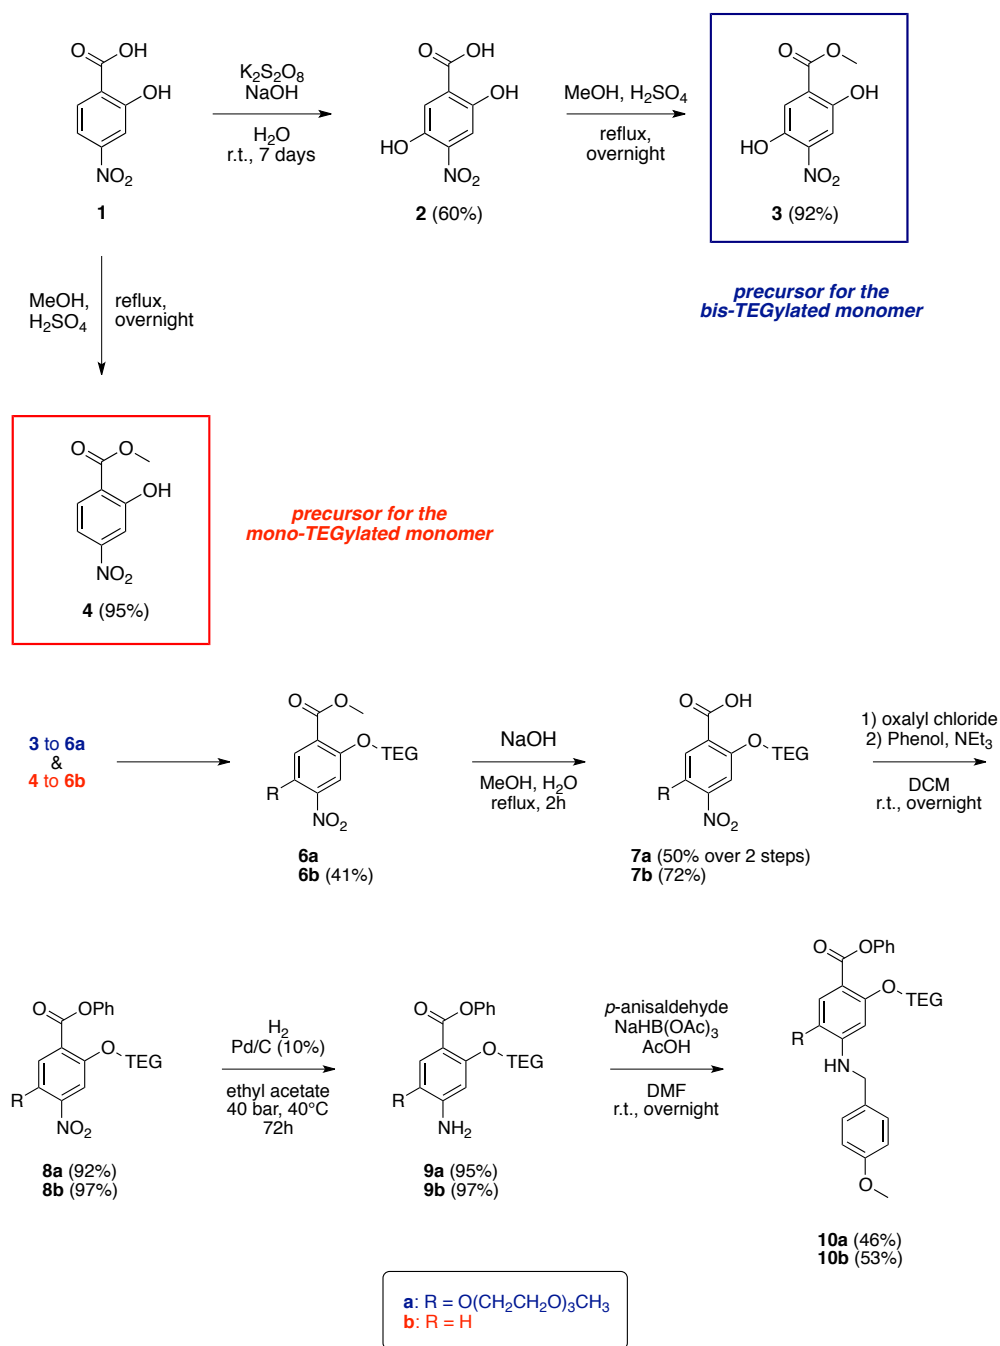 O OH
OH
NO2
1
K2S2O8
NaOH
H2O
r.t., 7 days
O OH
OH
HO
NO2
2 (60%)
MeOH, H2SO4
reflux,
overnight
O O
OH
HO
NO2
3 (92%)
precursor for the
bis-TEGylated monomer
MeOH,
H2SO4
reflux,
overnight
O O
OH
NO2
4 (95%)
precursor for the
mono-TEGylated monomer
3 to 6a
&
4 to 6b
O O
O TEG
R
NO2
6a
6b (41%)
NaOH
MeOH, H2O
reflux, 2h
O OH
O TEG
R
NO2
7a (50% over 2 steps)
7b (72%)
1) oxalyl chloride
2) Phenol, NEt3
DCM
r.t., overnight
O OPh
O TEG
R
NO2
8a (92%)
8b (97%)
H2
Pd/C (10%)
ethyl acetate
40 bar, 40°C
72h
O OPh
O TEG
R
NH2
9a (95%)
9b (97%)
p-anisaldehyde
NaHB(OAc)3
AcOH
DMF
r.t., overnight
O OPh
O TEG
R
HN
O
10a (46%)
10b (53%)
a: R = O(CH2CH2O)3CH3
b: R = H